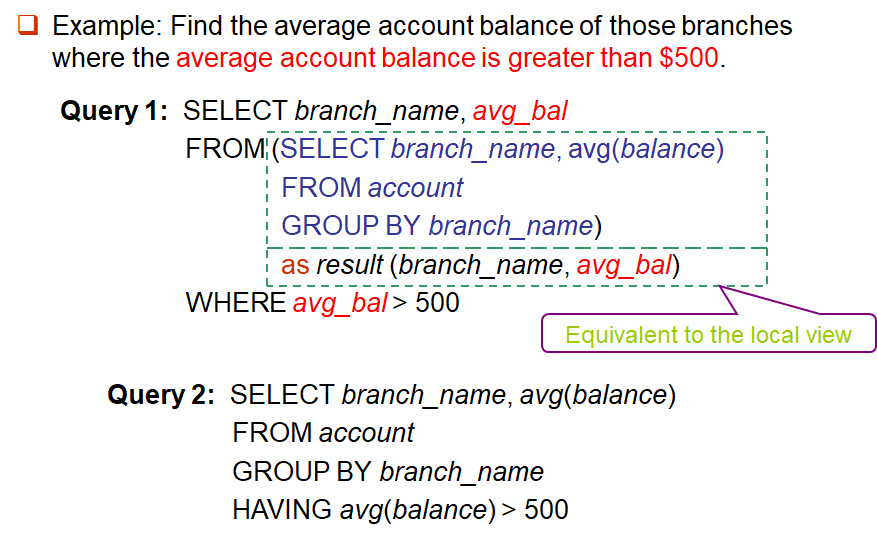 Example: Find the average account balance of those branches
where the average account balance is greater than $500.
Query 1: SELECT branch_name, avg_bal
FROM (SELECT branch_name, avg(balance)
FROM account
GROUP BY branch_name)
as result (branch_name, avg_bal)
WHERE avg_bal > 500
Equivalent to the local view
Query 2: SELECT branch_name, avg(balance)
FROM account
GROUP BY branch_name
HAVING avg(balance) > 500